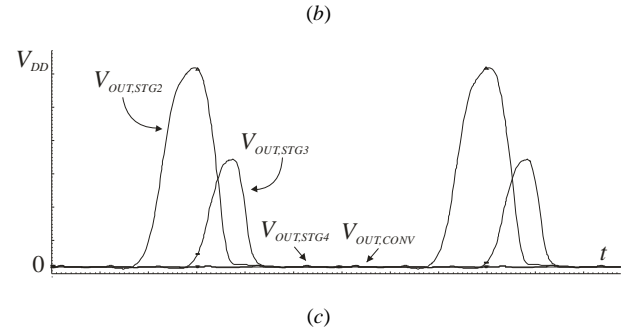 (b)
V_DD
V_OUT,STG2
V_OUT,STG3
V_OUT,STG4 V_OUT,CONV
0 t
(c)